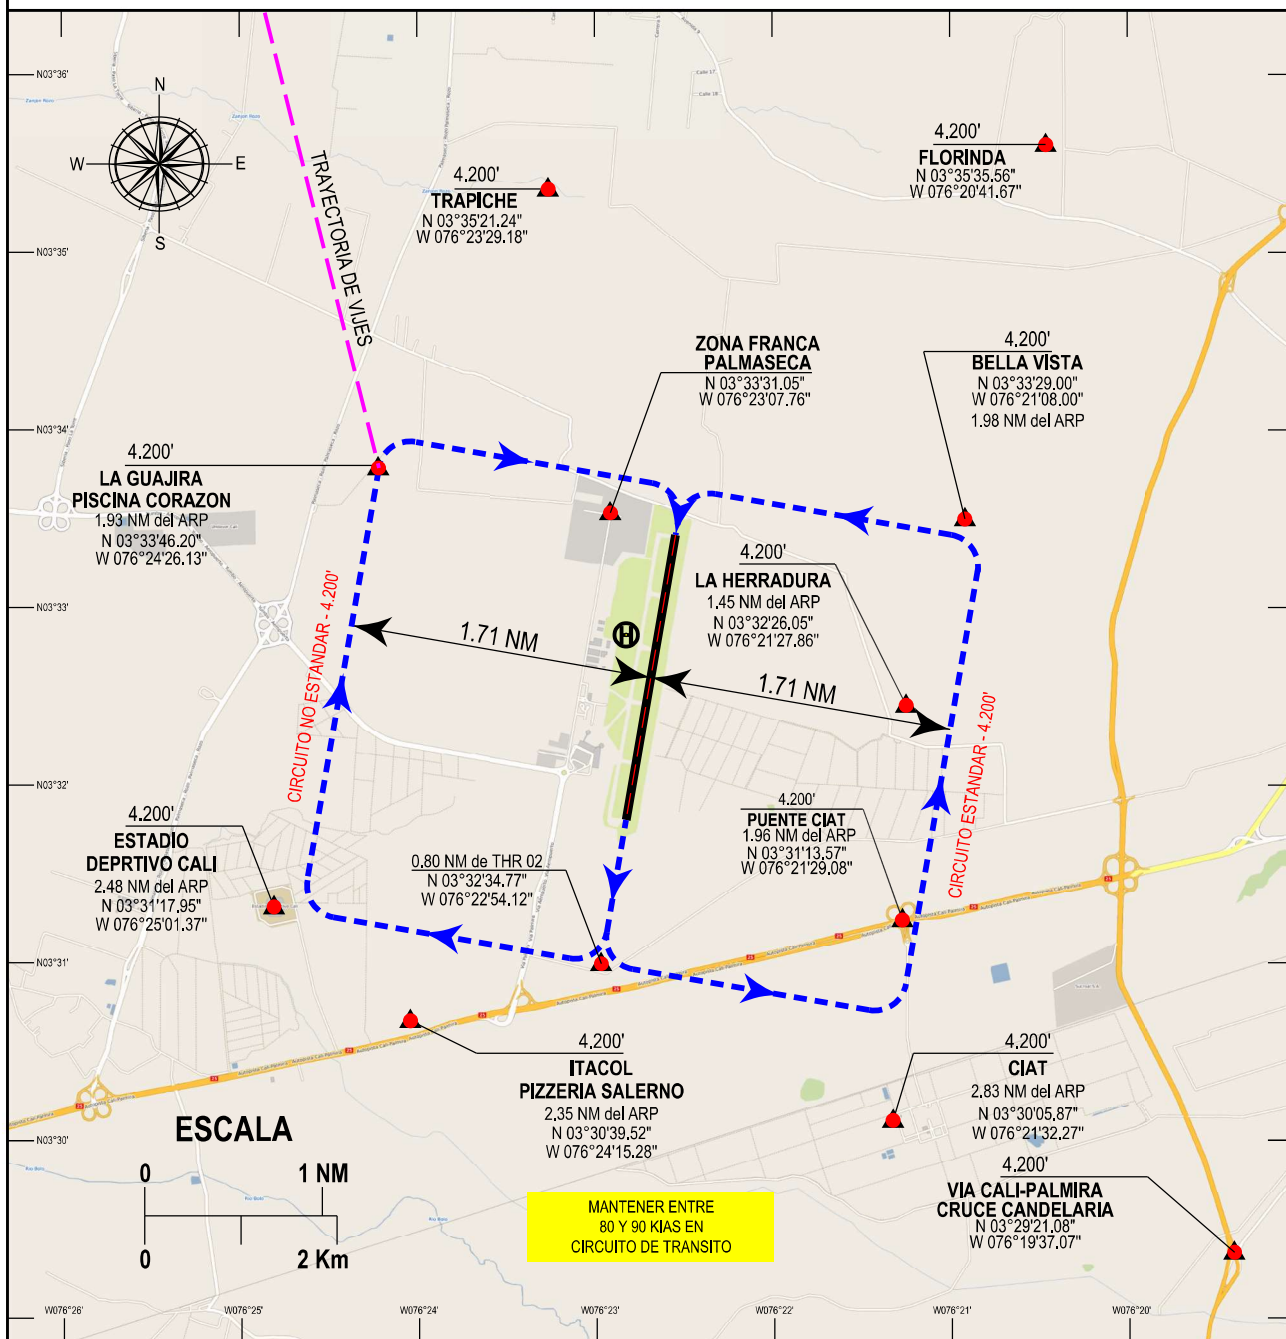 N03°36'
N
W
E
S
TRAYECTORIA DE VIJES
4.200'
TRAPICHE
N 03°35'21.24"
W 076°23'29.18"
4.200'
FLORINDA
N 03°35'35.56"
W 076°20'41.67"
Calle 17
Calle 18
Zanjon Rozo
Zanjon Rozo
N03°35'
ZONA FRANCA
PALMASECA
N 03°33'31.05"
W 076°23'07.76"
4.200'
BELLA VISTA
N 03°33'29.00"
W 076°21'08.00"
1.98 NM del ARP
N03°34'
4.200'
LA GUAJIRA
PISCINA CORAZON
1.93 NM del ARP
N 03°33'46.20"
W 076°24'26.13"
4.200'
LA HERRADURA
1.45 NM del ARP
N 03°32'26.05"
W 076°21'27.86"
N03°33'
H
1.71 NM
1.71 NM
CIRCUITO NO ESTANDAR - 4.200'
CIRCUITO ESTANDAR - 4.200'
N03°32'
4.200'
ESTADIO
DEPRTIVO CALI
2.48 NM del ARP
N 03°31'17.95"
W 076°25'01.37"
0.80 NM de THR 02
N 03°32'34.77"
W 076°22'54.12"
4.200'
PUENTE CIAT
1.96 NM del ARP
N 03°31'13.57"
W 076°21'29.08"
N03°31'
4.200'
ITACOL
PIZZERIA SALERNO
2.35 NM del ARP
N 03°30'39.52"
W 076°24'15.28"
4.200'
CIAT
2.83 NM del ARP
N 03°30'05.87"
W 076°21'32.27"
N03°30'
ESCALA
0
1 NM
0
2 Km
MANTENER ENTRE
80 Y 90 KIAS EN
CIRCUITO DE TRANSITO
4.200'
VIA CALI-PALMIRA
CRUCE CANDELARIA
N 03°29'21.08"
W 076°19'37.07"
W076°26'
W076°25'
W076°24'
W076°23'
W076°22'
W076°21'
W076°20'